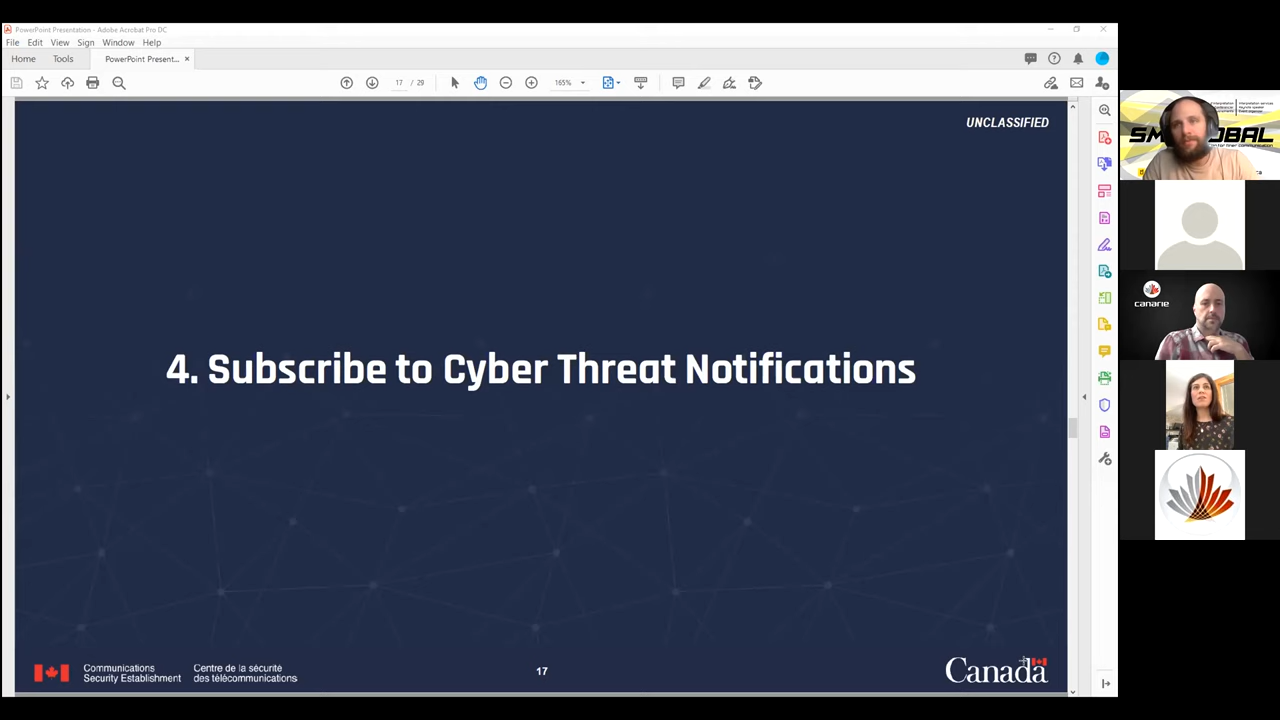 PowerPoint Presentation - Adobe Acrobat Pro DC
File Edit View Sign Window Help
Home Tools PowerPoint Present... ×
17 / 29 165%
UNCLASSIFIED
4. Subscribe to Cyber Threat Notifications
Communications Centre de la sécurité
Security Establishment des télécommunications
17
Canada
canarie